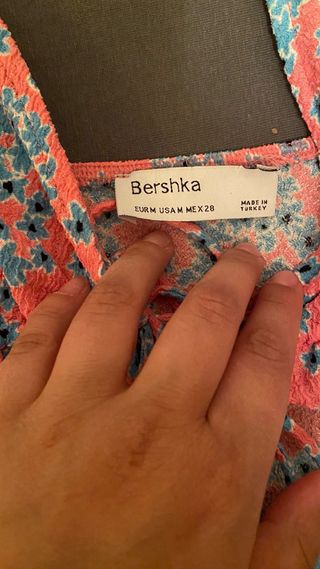 Bershka
EUR M USA M MEX 28
MADE IN
TURKEY